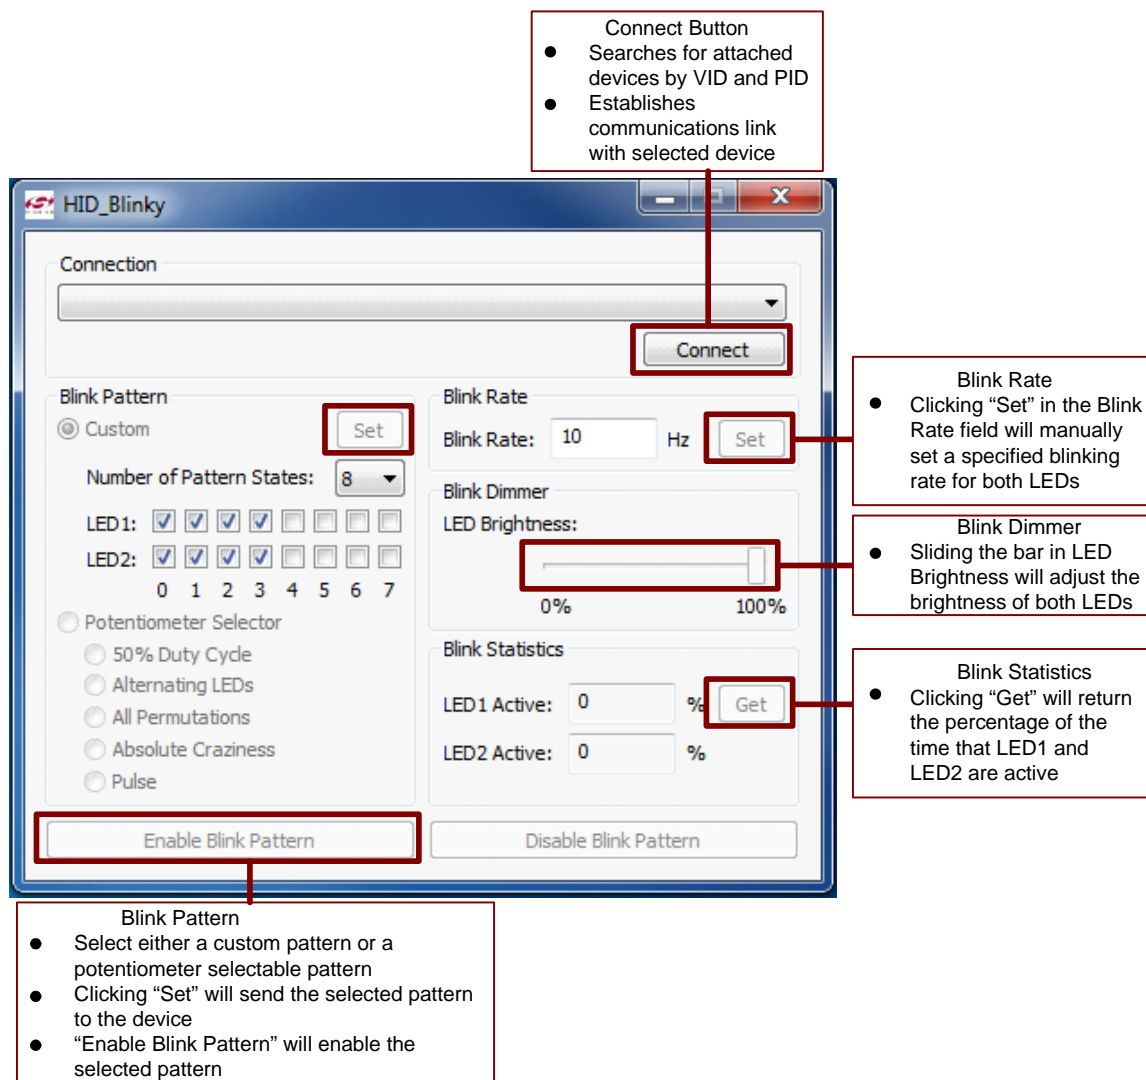 Connect Button
● Searches for attached
devices by VID and PID
● Establishes
communications link
with selected device
HID_Blinky
Connection
Connect
Blink Pattern
Custom
Set
Number of Pattern States: 8
LED1:
LED2:
0 1 2 3 4 5 6 7
Potentiometer Selector
50% Duty Cycle
Alternating LEDs
All Permutations
Absolute Craziness
Pulse
Blink Rate
Blink Rate: 10 Hz Set
Blink Dimmer
LED Brightness:
0% 100%
Blink Statistics
LED1 Active: 0 % Get
LED2 Active: 0 %
Enable Blink Pattern
Disable Blink Pattern
Blink Rate
● Clicking “Set” in the Blink
Rate field will manually
set a specified blinking
rate for both LEDs
Blink Dimmer
● Sliding the bar in LED
Brightness will adjust the
brightness of both LEDs
Blink Statistics
● Clicking “Get” will return
the percentage of the
time that LED1 and
LED2 are active
Blink Pattern
● Select either a custom pattern or a
potentiometer selectable pattern
● Clicking “Set” will send the selected pattern
to the device
● “Enable Blink Pattern” will enable the
selected pattern